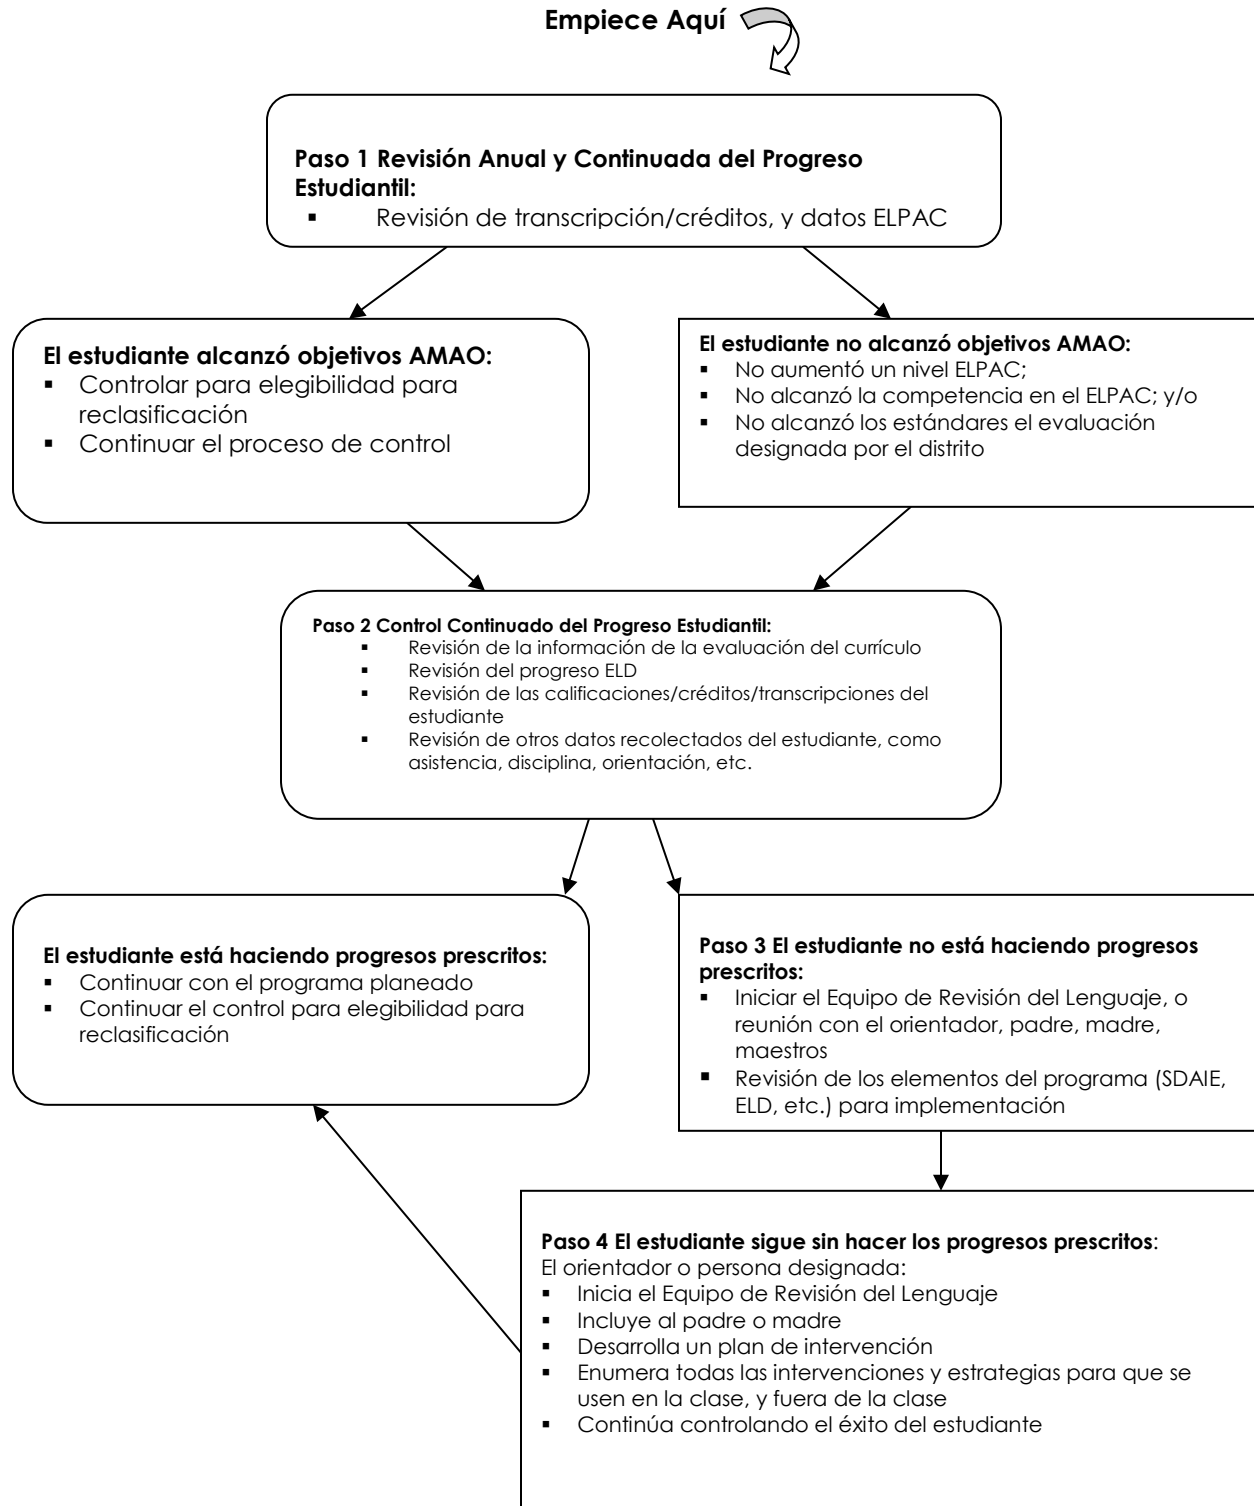 Empiece Aquí
Paso 1 Revisión Anual y Continuada del Progreso
Estudiantil:
▪ Revisión de transcripción/créditos, y datos ELPAC
El estudiante alcanzó objetivos AMAO:
▪ Controlar para elegibilidad para
reclasificación
▪ Continuar el proceso de control
El estudiante no alcanzó objetivos AMAO:
▪ No aumentó un nivel ELPAC;
▪ No alcanzó la competencia en el ELPAC; y/o
▪ No alcanzó los estándares el evaluación
designada por el distrito
Paso 2 Control Continuado del Progreso Estudiantil:
▪ Revisión de la información de la evaluación del currículo
▪ Revisión del progreso ELD
▪ Revisión de las calificaciones/créditos/transcripciones del
estudiante
▪ Revisión de otros datos recolectados del estudiante, como
asistencia, disciplina, orientación, etc.
El estudiante está haciendo progresos prescritos:
▪ Continuar con el programa planeado
▪ Continuar el control para elegibilidad para
reclasificación
Paso 3 El estudiante no está haciendo progresos
prescritos:
▪ Iniciar el Equipo de Revisión del Lenguaje, o
reunión con el orientador, padre, madre,
maestros
▪ Revisión de los elementos del programa (SDAIE,
ELD, etc.) para implementación
Paso 4 El estudiante sigue sin hacer los progresos prescritos:
El orientador o persona designada:
▪ Inicia el Equipo de Revisión del Lenguaje
▪ Incluye al padre o madre
▪ Desarrolla un plan de intervención
▪ Enumera todas las intervenciones y estrategias para que se
usen en la clase, y fuera de la clase
▪ Continúa controlando el éxito del estudiante